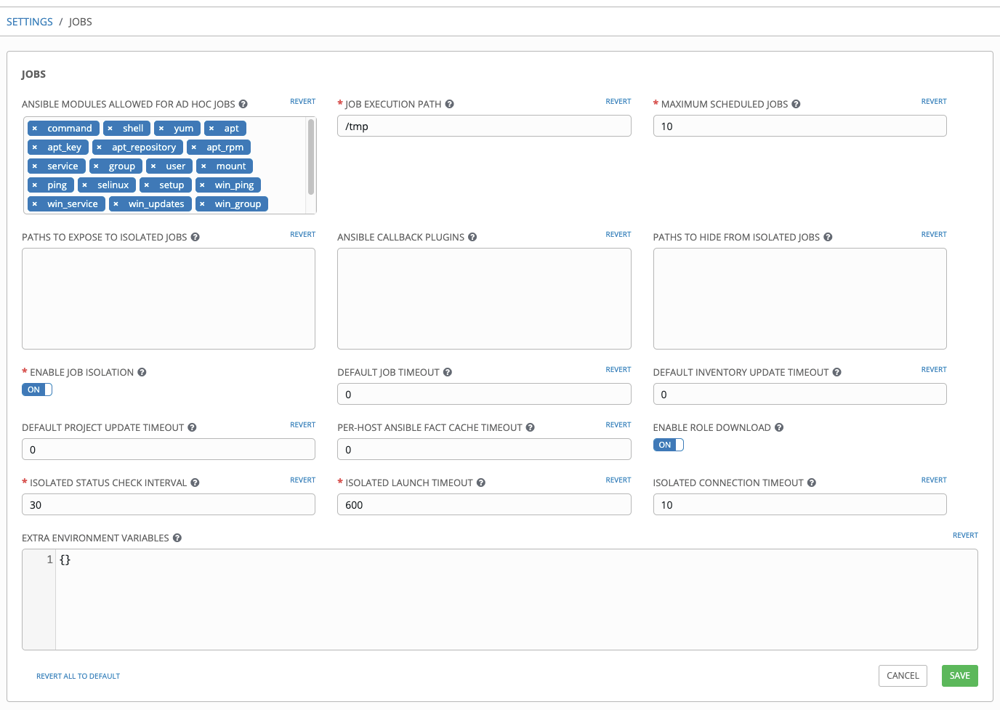 SETTINGS / JOBS
JOBS
ANSIBLE MODULES ALLOWED FOR AD HOC JOBS ? REVERT
× command × shell × yum × apt
× apt_key × apt_repository × apt_rpm
× service × group × user × mount
× ping × selinux × setup × win_ping
× win_service × win_updates × win_group
* JOB EXECUTION PATH ? REVERT
/tmp
* MAXIMUM SCHEDULED JOBS ? REVERT
10
PATHS TO EXPOSE TO ISOLATED JOBS ? REVERT
ANSIBLE CALLBACK PLUGINS ? REVERT
PATHS TO HIDE FROM ISOLATED JOBS ? REVERT
* ENABLE JOB ISOLATION ?
ON
DEFAULT JOB TIMEOUT ? REVERT
0
DEFAULT INVENTORY UPDATE TIMEOUT ? REVERT
0
DEFAULT PROJECT UPDATE TIMEOUT ? REVERT
0
PER-HOST ANSIBLE FACT CACHE TIMEOUT ? REVERT
0
ENABLE ROLE DOWNLOAD ?
ON
* ISOLATED STATUS CHECK INTERVAL ? REVERT
30
* ISOLATED LAUNCH TIMEOUT ? REVERT
600
ISOLATED CONNECTION TIMEOUT ? REVERT
10
EXTRA ENVIRONMENT VARIABLES ? REVERT
1 {}
REVERT ALL TO DEFAULT CANCEL SAVE